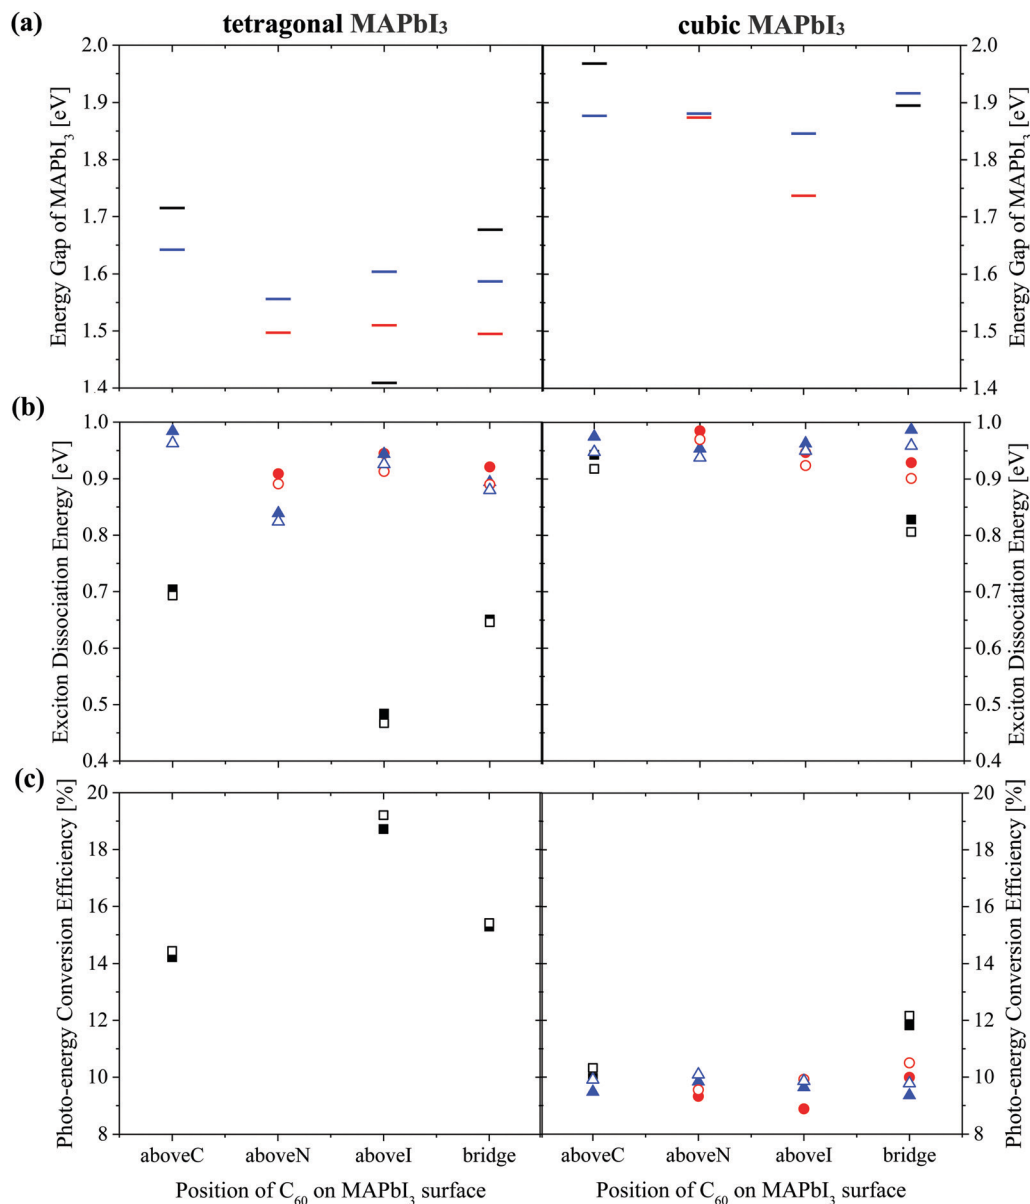 (a)
tetragonal MAPbI3
cubic MAPbI3
Energy Gap of MAPbI3 [eV]
2.0
1.9
1.8
1.7
1.6
1.5
1.4
2.0
1.9
1.8
1.7
1.6
1.5
1.4
Energy Gap of MAPbI3 [eV]
(b)
Exciton Dissociation Energy [eV]
1.0
0.9
0.8
0.7
0.6
0.5
0.4
1.0
0.9
0.8
0.7
0.6
0.5
0.4
Exciton Dissociation Energy [eV]
(c)
Photo-energy Conversion Efficiency [%]
20
18
16
14
12
10
8
20
18
16
14
12
10
8
Photo-energy Conversion Efficiency [%]
aboveC aboveN aboveI bridge
aboveC aboveN aboveI bridge
Position of C60 on MAPbI3 surface
Position of C60 on MAPbI3 surface